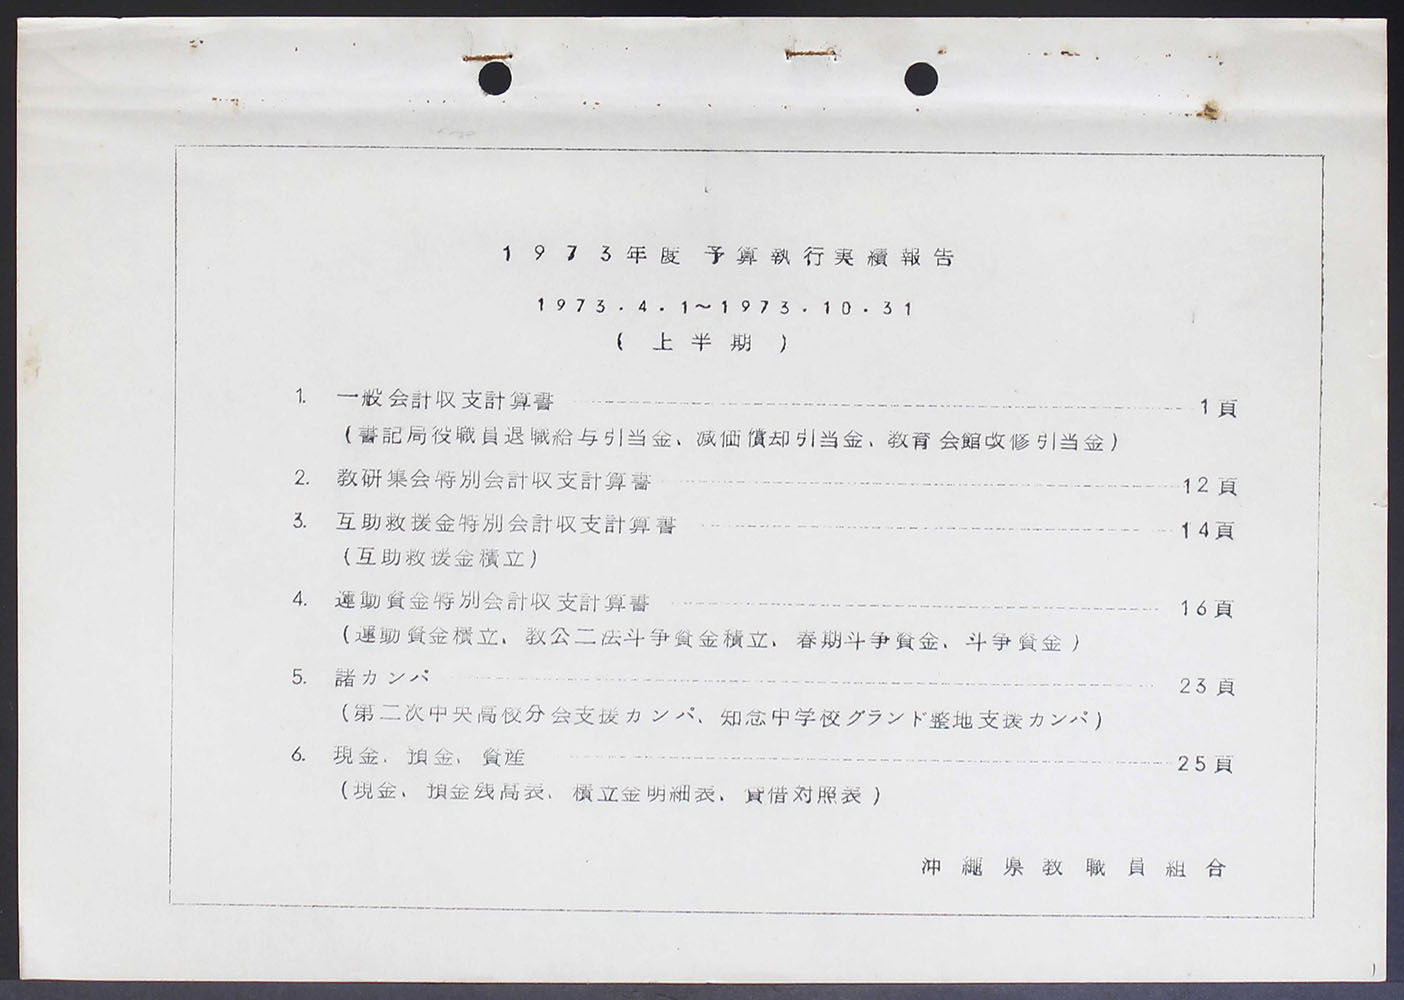 1973年度 予算執行実績報告
1973.4.1~1973.10.31
(上半期)
1. 一般会計収支計算書 1頁
(書記局役職員退職給与引当金、減価償却引当金、教育会館改修引当金)
2. 教研集会特別会計収支計算書 12頁
3. 互助救援金特別会計収支計算書 14頁
(互助救援金積立)
4. 運動資金特別会計収支計算書 16頁
(運動資金積立、教公二法斗争資金積立、春期斗争資金、斗争資金)
5. 諸カンパ 23頁
(第二次中央高校分会支援カンパ、知念中学校グランド整地支援カンパ)
6. 現金、預金、資産 25頁
(現金、預金残高表、積立金明細表、貸借対照表)
沖縄県教職員組合